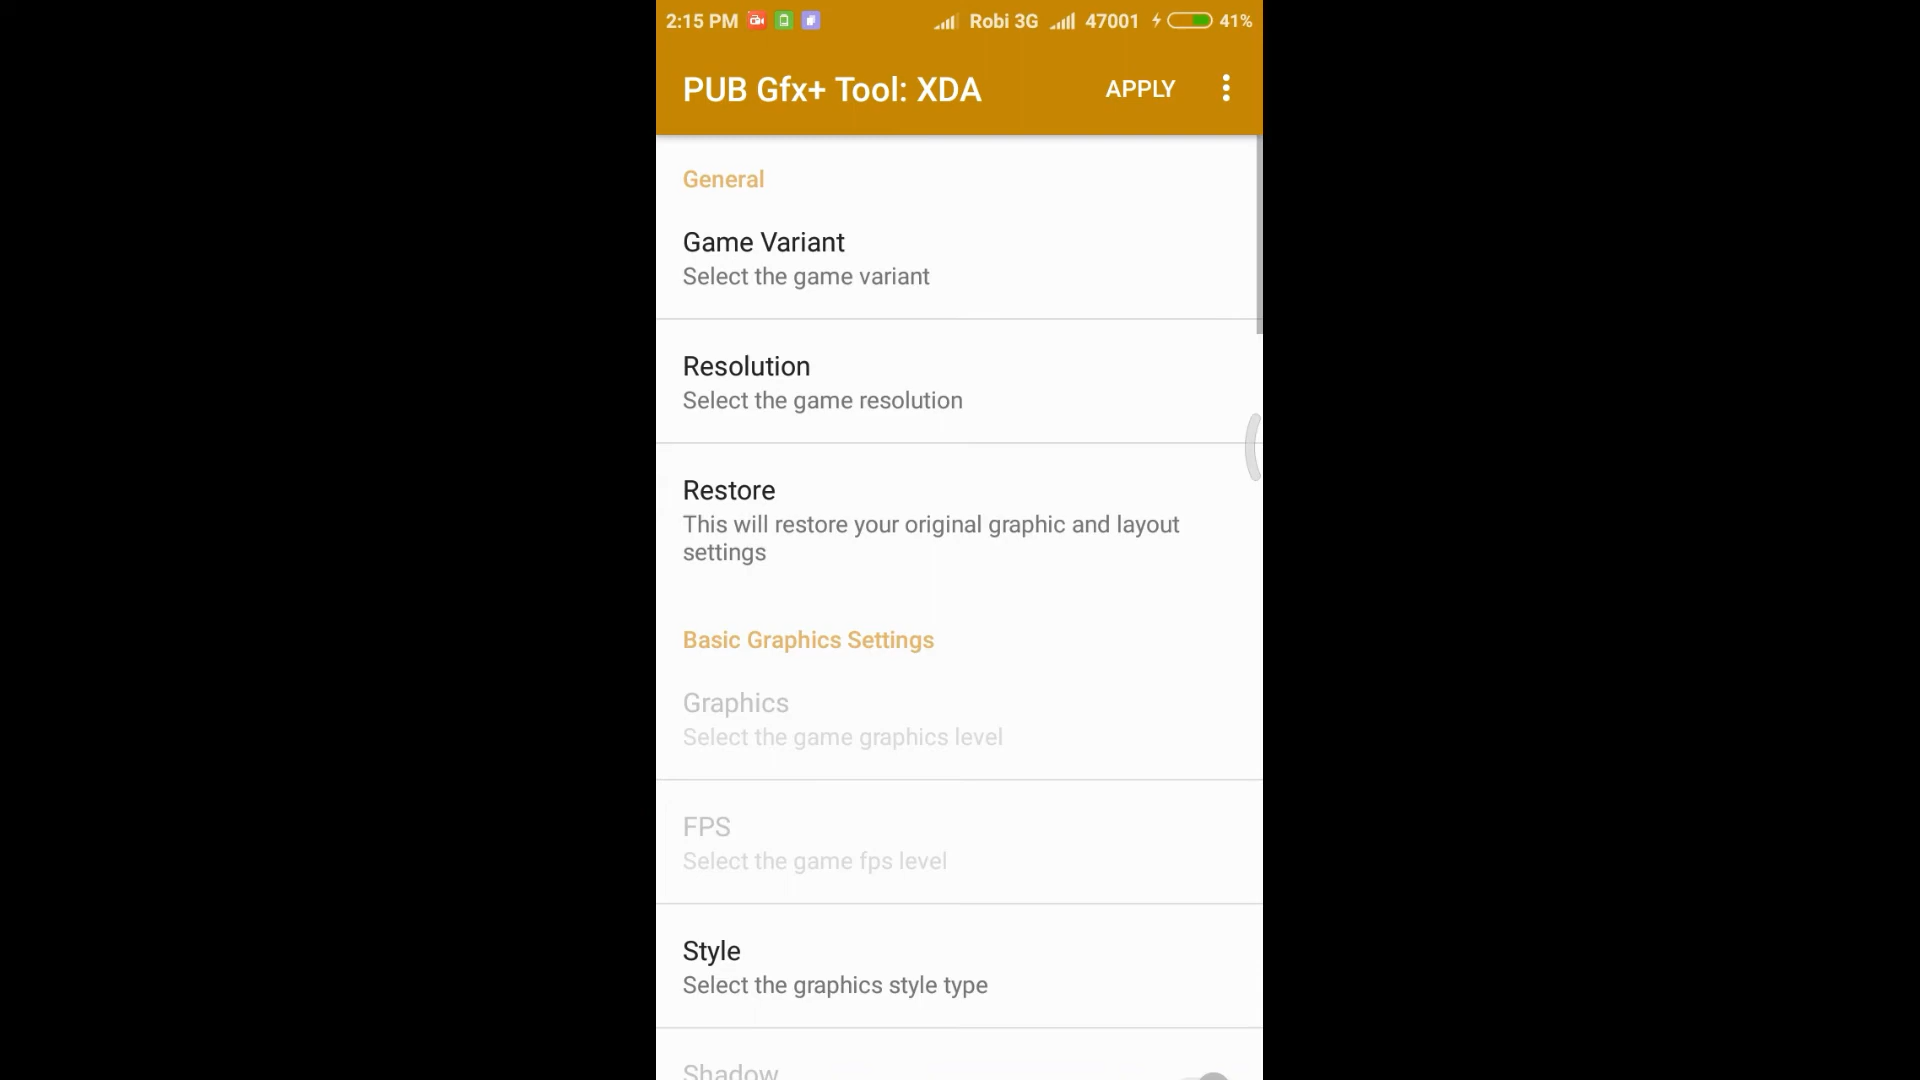 2:15 PM Robi 3G 47001 41%
PUB Gfx+ Tool: XDA APPLY
General
Game Variant
Select the game variant
Resolution
Select the game resolution
Restore
This will restore your original graphic and layout
settings
Basic Graphics Settings
Graphics
Select the game graphics level
FPS
Select the game fps level
Style
Select the graphics style type
Shadow